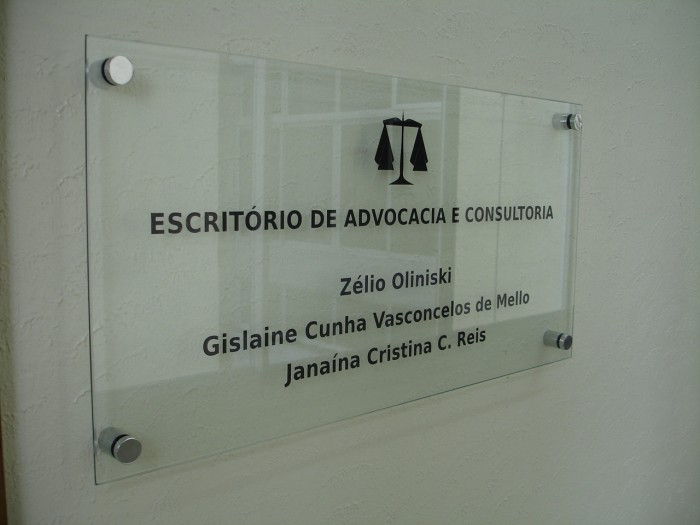 ESCRITÓRIO DE ADVOCACIA E CONSULTORIA
Zélio Oliniski
Gislaine Cunha Vasconcelos de Mello
Janaína Cristina C. Reis